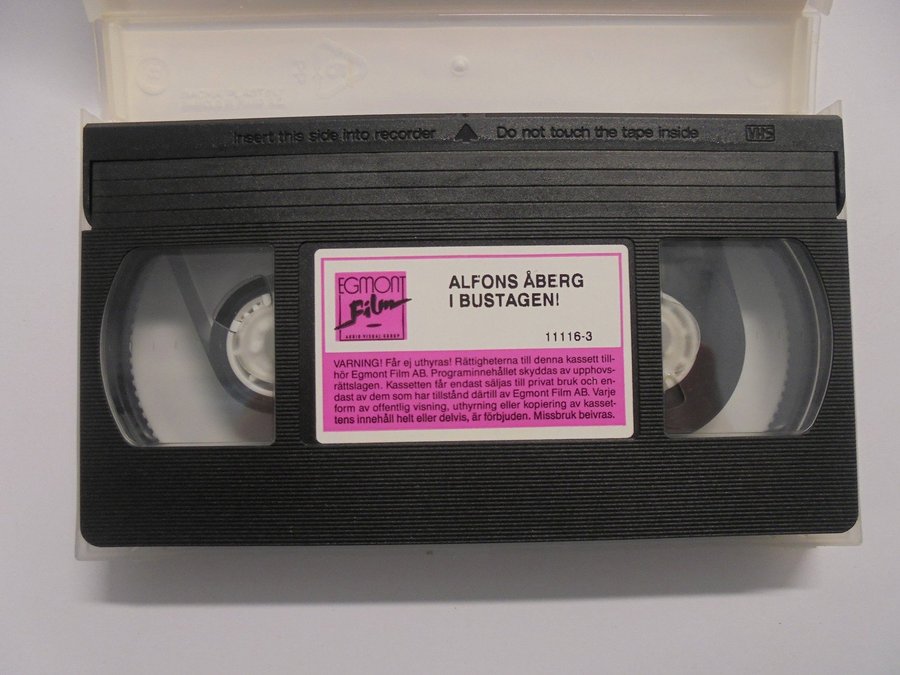 Insert this side into recorder Do not touch the tape inside VHS
EGMONT
Film
AUDIO VISUAL GROUP
ALFONS ÅBERG
I BUSTAGEN!
11116-3
VARNING! Får ej uthyras! Rättigheterna till denna kassett till-
hör Egmont Film AB. Programinnehållet skyddas av upphovs-
rättslagen. Kassetten får endast säljas till privat bruk och en-
dast av dem som har tillstånd därtill av Egmont Film AB. Varje
form av offentlig visning, uthyrning eller kopiering av kasset-
tens innehåll helt eller delvis, är förbjuden. Missbruk beivras.